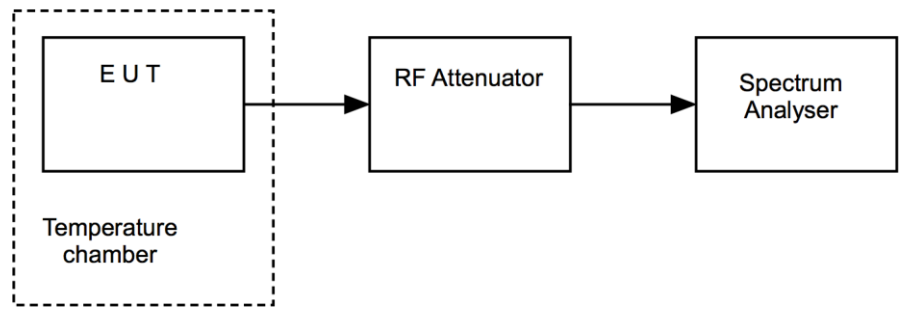 E U T
RF Attenuator
Spectrum
Analyser
Temperature
chamber